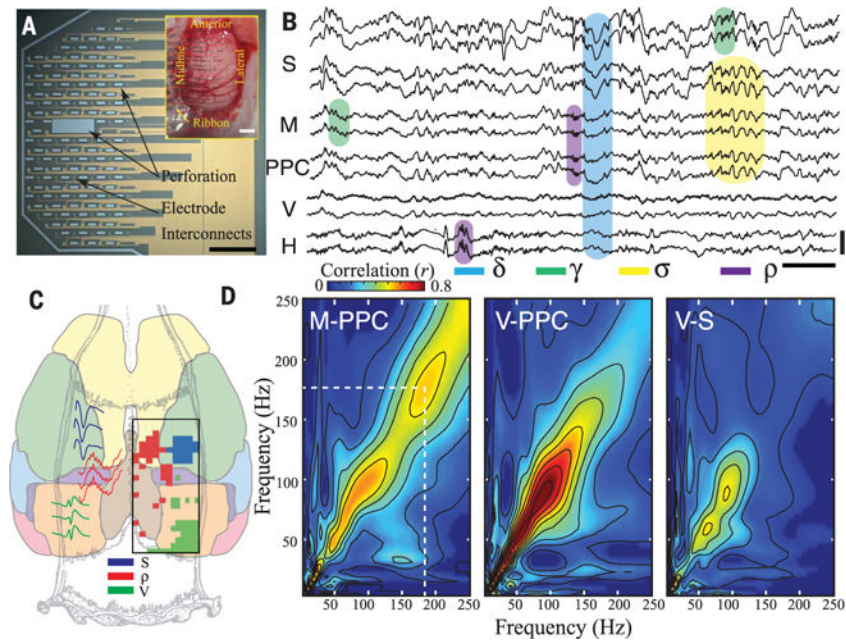 A
Anterior
Midline
Lateral
Ribbon
Perforation
Electrode
Interconnects
B
S
M
PPC
V
H
δ
γ
σ
ρ
C
S
ρ
V
D
Correlation (r)
0
0.8
M-PPC
V-PPC
V-S
Frequency (Hz)
250
200
150
100
50
Frequency (Hz)
50 100 150 200 250
50 100 150 200 250
50 100 150 200 250
Frequency (Hz)